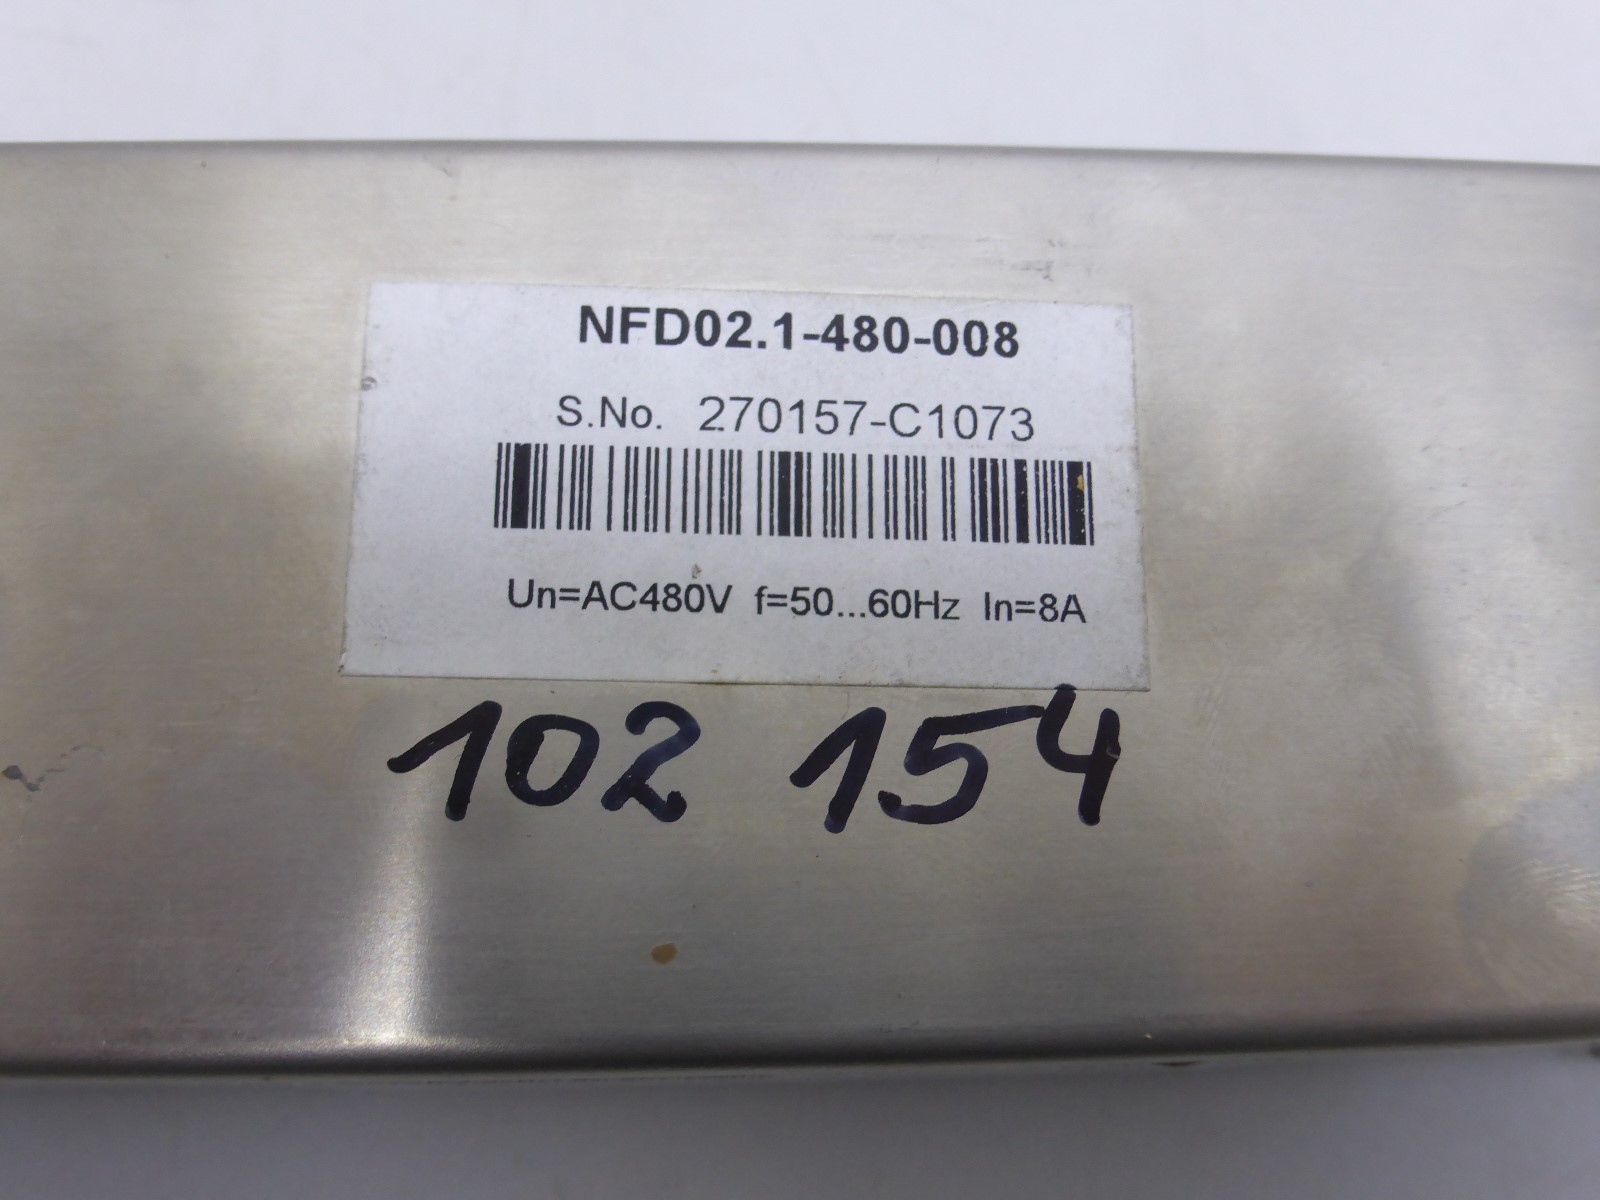 NFD02.1-480-008
S.No. 270157-C1073
Un=AC480V f=50...60Hz In=8A
102 154